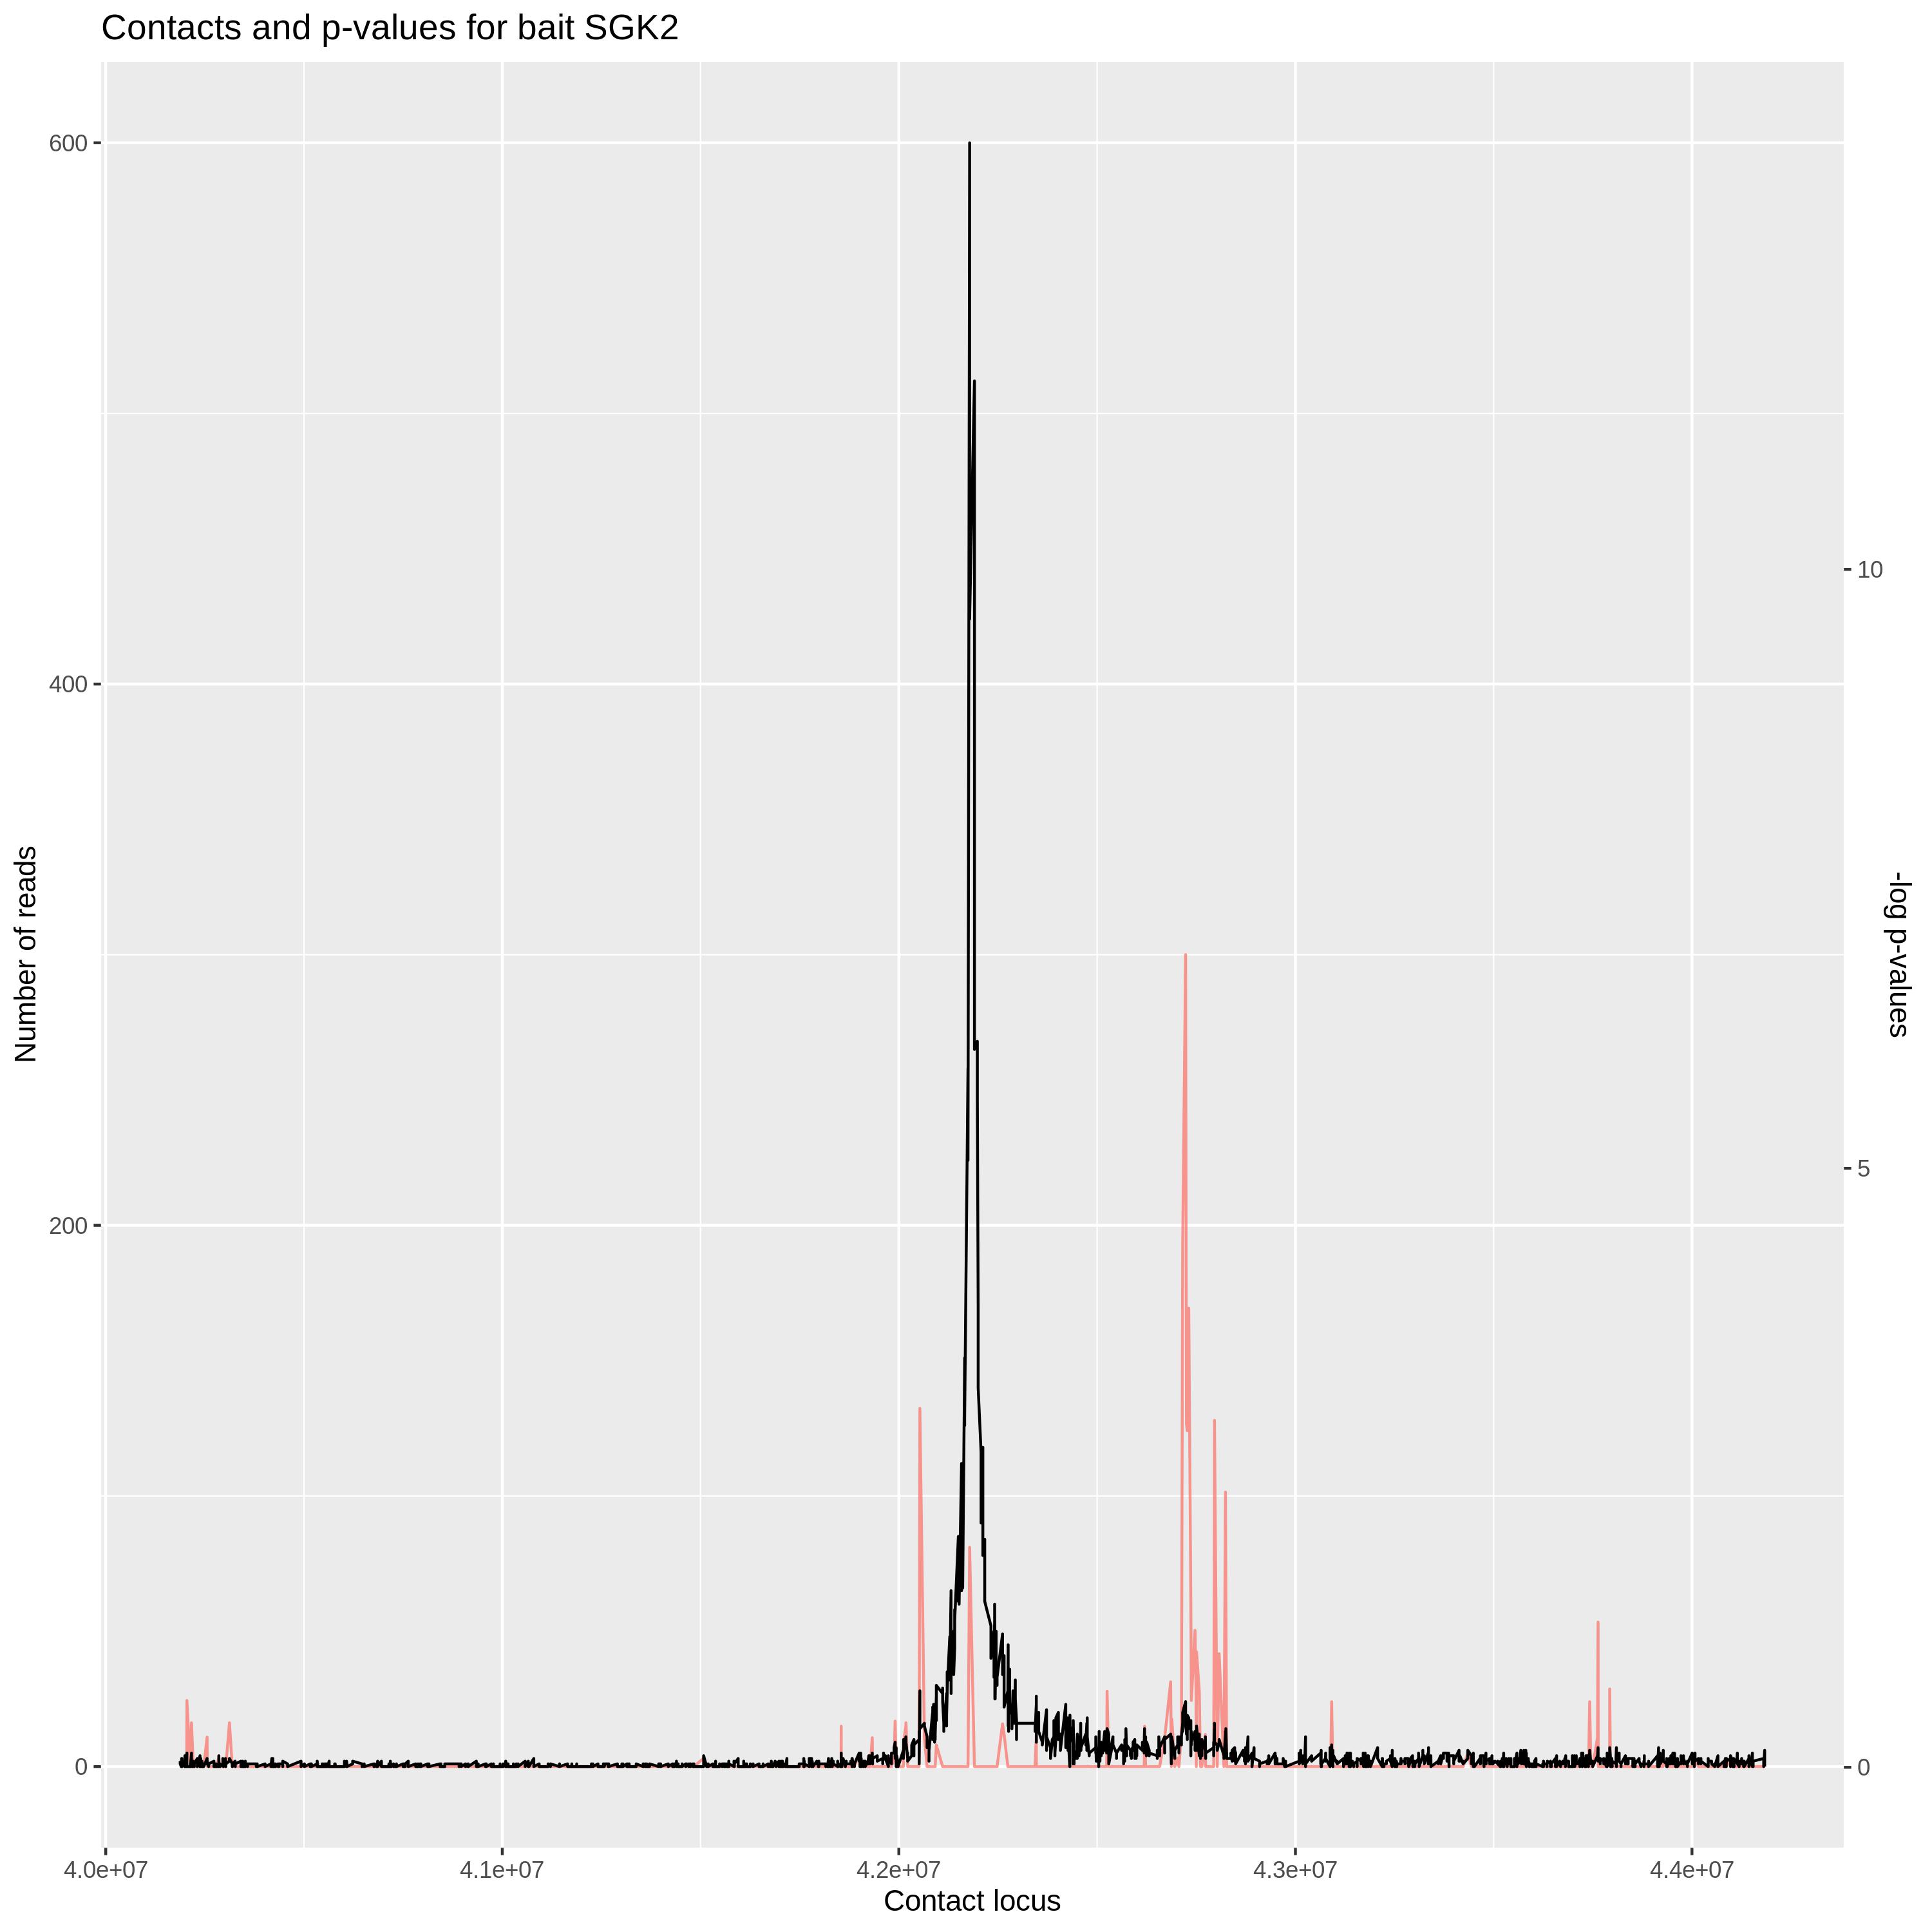 Contacts and p-values for bait SGK2
600
400
200
0
Number of reads
10
5
0
-log p-values
4.0e+07
4.1e+07
4.2e+07
4.3e+07
4.4e+07
Contact locus